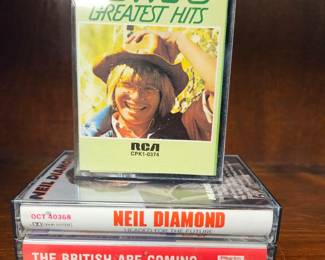 GREATEST HITS
RCA
CPK1-0374
NEIL DIAMOND
OCT 40368
NEIL DIAMOND
HEADED FOR THE FUTURE
THE BRITISH ARE COMING